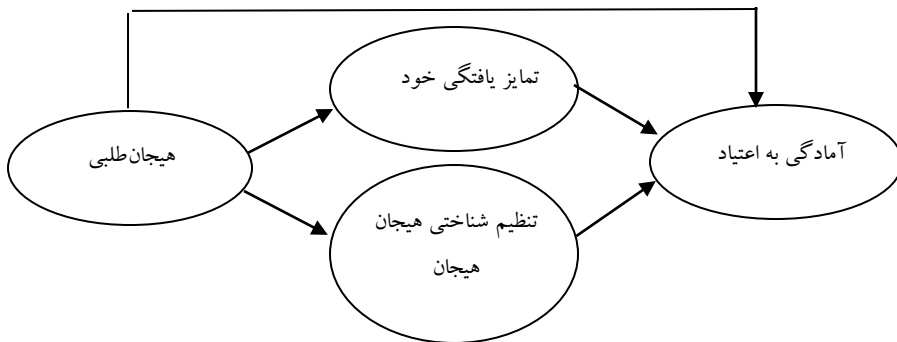 تمایز یافتگی خود
هیجان‌طلبی
آمادگی به اعتیاد
تنظیم شناختی هیجان
هیجان